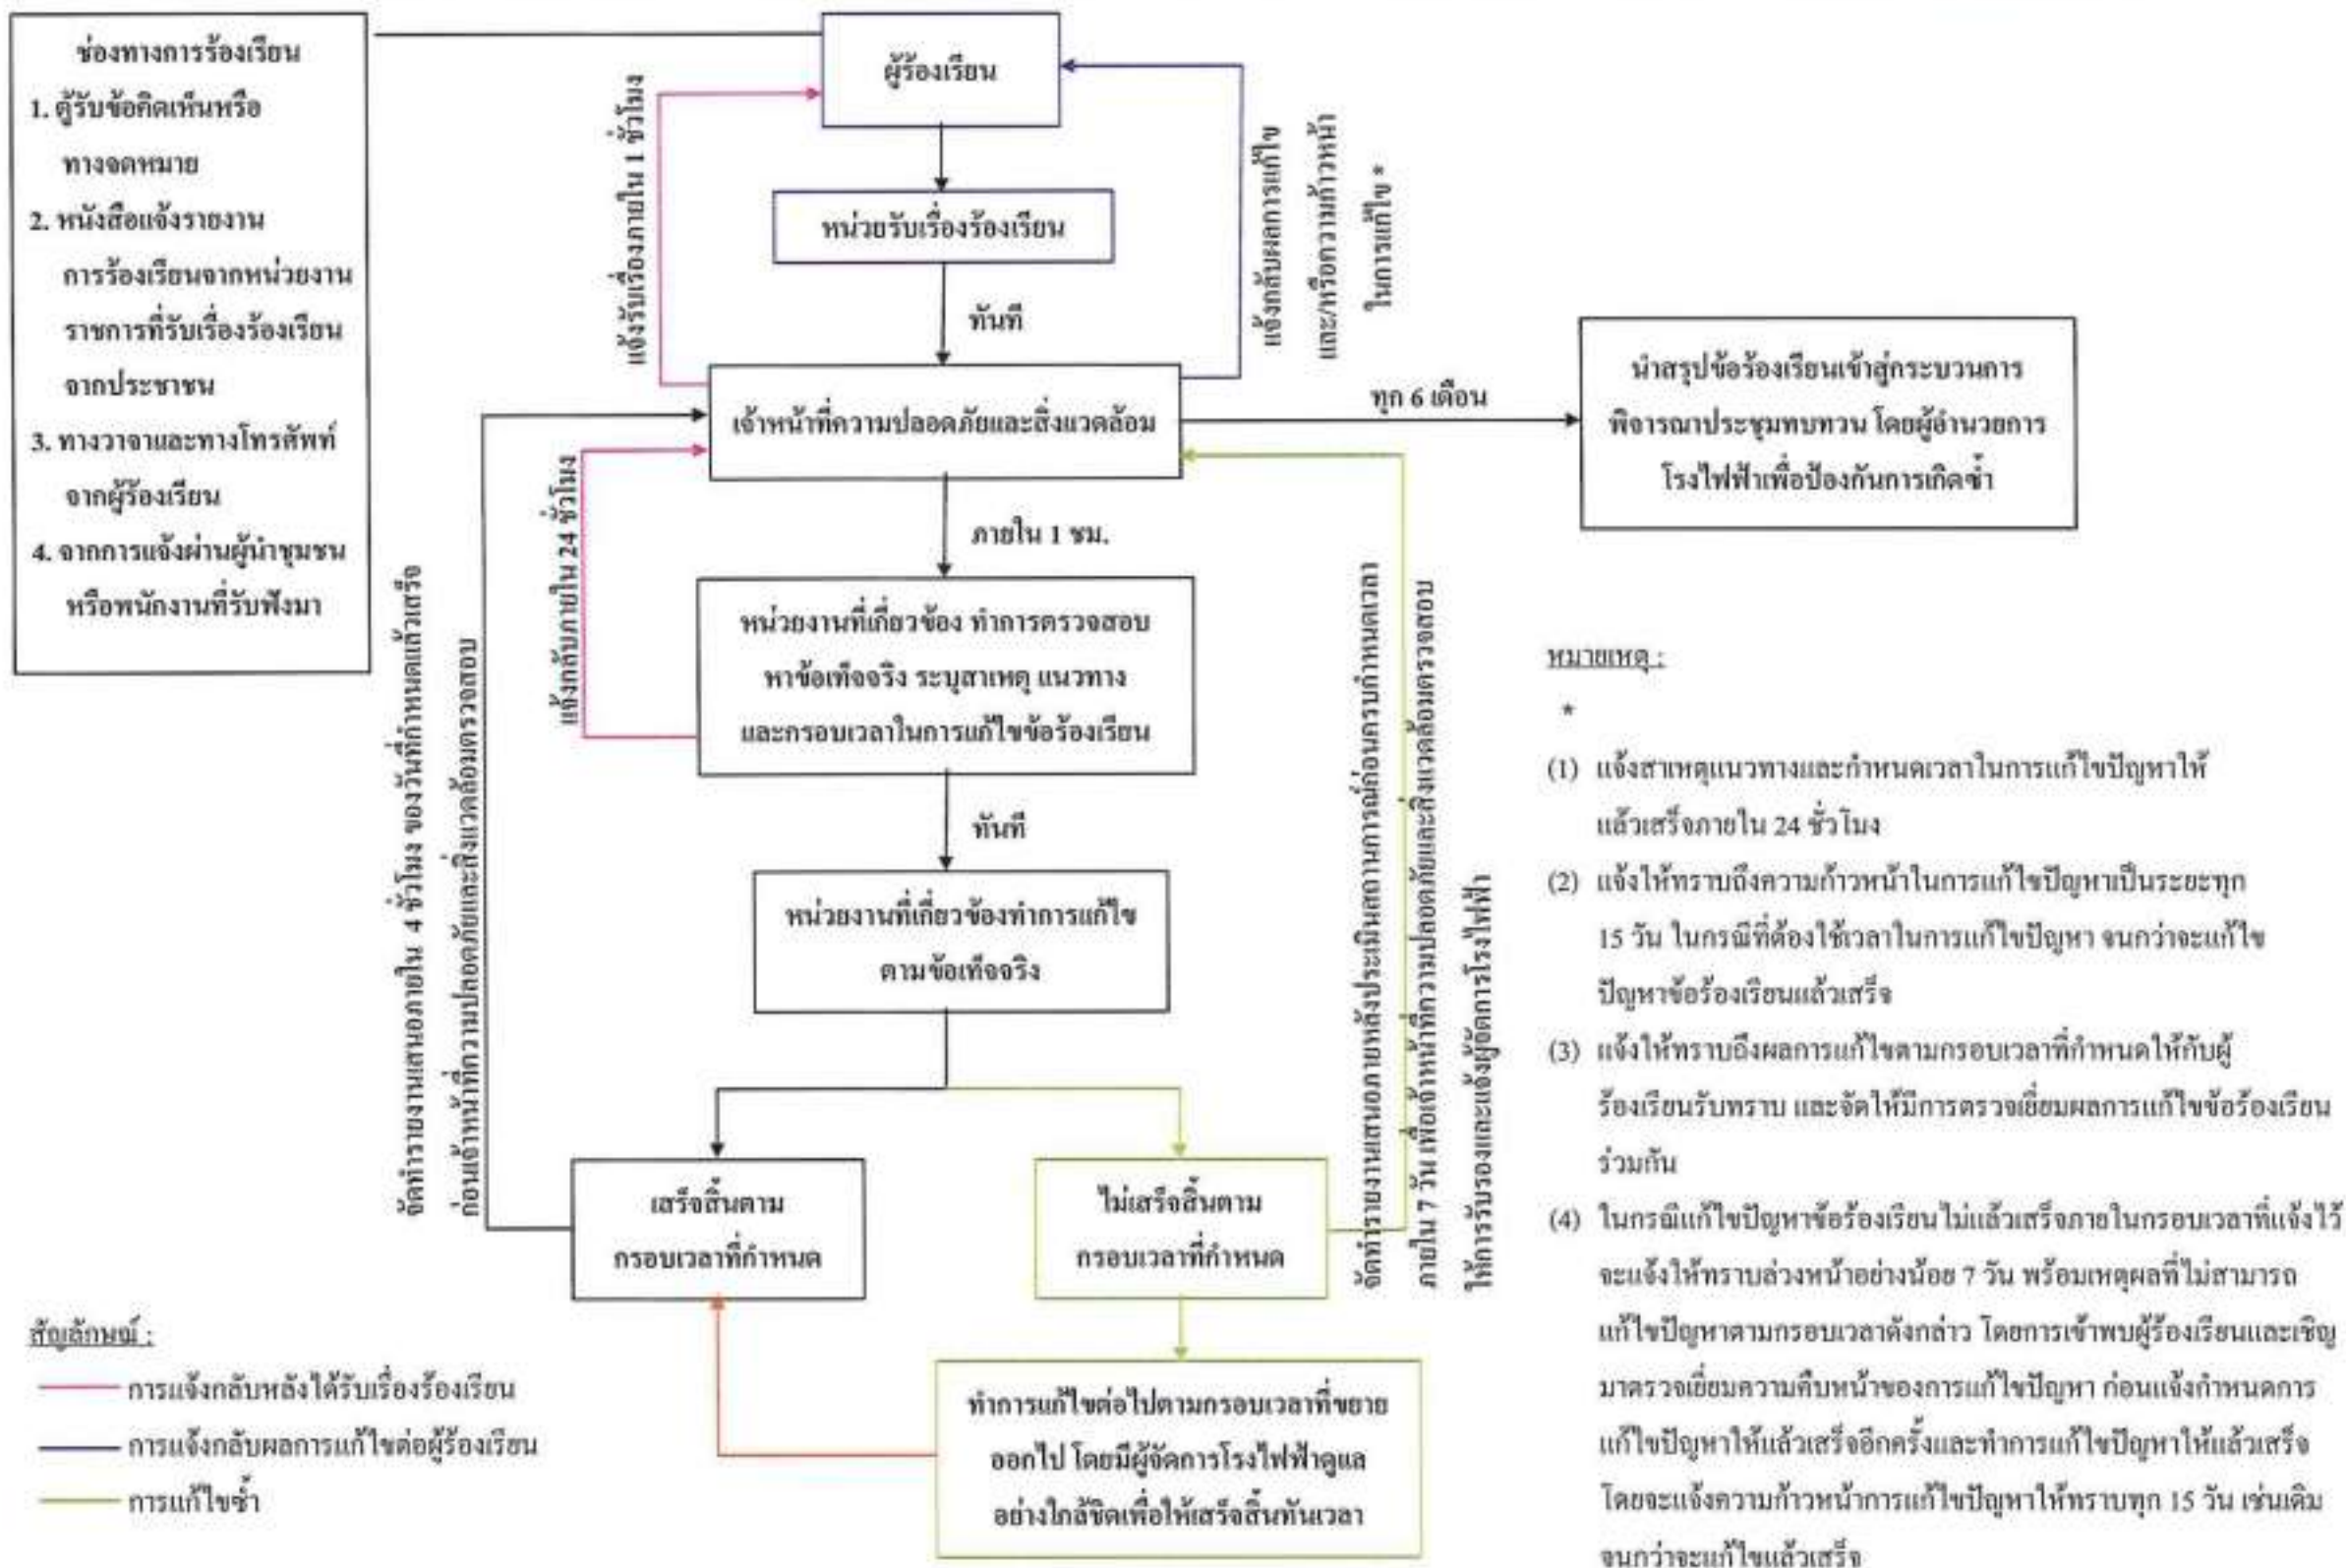 ช่องทางการร้องเรียน
1. ตู้รับข้อคิดเห็นหรือ
ทางจดหมาย
2. หนังสือแจ้งรายงาน
การร้องเรียนจากหน่วยงาน
ราชการที่รับเรื่องร้องเรียน
จากประชาชน
3. ทางวาจาและทางโทรศัพท์
จากผู้ร้องเรียน
4. จากการแจ้งผ่านผู้นำชุมชน
หรือพนักงานที่รับฟังมา
ผู้ร้องเรียน
แจ้งรับเรื่องภายใน 1 ชั่วโมง
แจ้งกลับผลการแก้ไข
และ/หรือความก้าวหน้า
ในการแก้ไข *
หน่วยรับเรื่องร้องเรียน
ทันที
เจ้าหน้าที่ความปลอดภัยและสิ่งแวดล้อม
ทุก 6 เดือน
นำสรุปข้อร้องเรียนเข้าสู่กระบวนการ
พิจารณาประชุมทบทวน โดยผู้อำนวยการ
โรงไฟฟ้าเพื่อป้องกันการเกิดซ้ำ
แจ้งกลับภายใน 24 ชั่วโมง
ภายใน 1 ชม.
หน่วยงานที่เกี่ยวข้อง ทำการตรวจสอบ
หาข้อเท็จจริง ระบุสาเหตุ แนวทาง
และกรอบเวลาในการแก้ไขข้อร้องเรียน
ทันที
หน่วยงานที่เกี่ยวข้องทำการแก้ไข
ตามข้อเท็จจริง
จัดทำรายงานเสนอภายใน 4 ชั่วโมง ของวันที่กำหนดแล้วเสร็จ
ก่อนเจ้าหน้าที่ความปลอดภัยและสิ่งแวดล้อมตรวจสอบ
จัดทำรายงานเสนอภายหลังประเมินสถานการณ์ก่อนครบกำหนดเวลา
ภายใน 7 วัน เพื่อเจ้าหน้าที่ความปลอดภัยและสิ่งแวดล้อมตรวจสอบ
ให้การรับรองและแจ้งผู้จัดการโรงไฟฟ้า
เสร็จสิ้นตาม
กรอบเวลาที่กำหนด
ไม่เสร็จสิ้นตาม
กรอบเวลาที่กำหนด
ทำการแก้ไขต่อไปตามกรอบเวลาที่ขยาย
ออกไป โดยมีผู้จัดการโรงไฟฟ้าดูแล
อย่างใกล้ชิดเพื่อให้เสร็จสิ้นทันเวลา
สัญลักษณ์ :
การแจ้งกลับหลังได้รับเรื่องร้องเรียน
การแจ้งกลับผลการแก้ไขต่อผู้ร้องเรียน
การแก้ไขซ้ำ
หมายเหตุ :
*
(1) แจ้งสาเหตุแนวทางและกำหนดเวลาในการแก้ไขปัญหาให้
แล้วเสร็จภายใน 24 ชั่วโมง
(2) แจ้งให้ทราบถึงความก้าวหน้าในการแก้ไขปัญหาเป็นระยะทุก
15 วัน ในกรณีที่ต้องใช้เวลาในการแก้ไขปัญหา จนกว่าจะแก้ไข
ปัญหาข้อร้องเรียนแล้วเสร็จ
(3) แจ้งให้ทราบถึงผลการแก้ไขตามกรอบเวลาที่กำหนดให้กับผู้
ร้องเรียนรับทราบ และจัดให้มีการตรวจเยี่ยมผลการแก้ไขข้อร้องเรียน
ร่วมกัน
(4) ในกรณีแก้ไขปัญหาข้อร้องเรียนไม่แล้วเสร็จภายในกรอบเวลาที่แจ้งไว้
จะแจ้งให้ทราบล่วงหน้าอย่างน้อย 7 วัน พร้อมเหตุผลที่ไม่สามารถ
แก้ไขปัญหาตามกรอบเวลาดังกล่าว โดยการเข้าพบผู้ร้องเรียนและเชิญ
มาตรวจเยี่ยมความคืบหน้าของการแก้ไขปัญหา ก่อนแจ้งกำหนดการ
แก้ไขปัญหาให้แล้วเสร็จอีกครั้งและทำการแก้ไขปัญหาให้แล้วเสร็จ
โดยจะแจ้งความก้าวหน้าการแก้ไขปัญหาให้ทราบทุก 15 วัน เช่นเดิม
จนกว่าจะแก้ไขแล้วเสร็จ